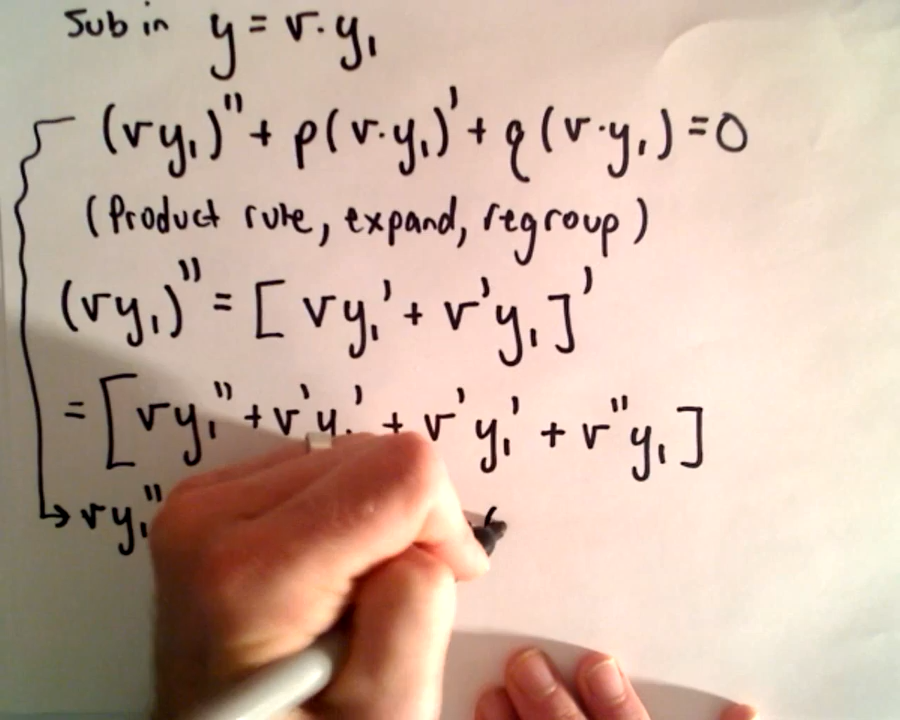 Sub in y = v · y₁
(vy₁)'' + p(v·y₁)' + q(v·y₁) = 0
(Product rule, expand, regroup)
(vy₁)'' = [vy₁' + v'y₁]'
= [vy₁'' + v'y₁' + v'y₁' + v''y₁]
→ vy₁''